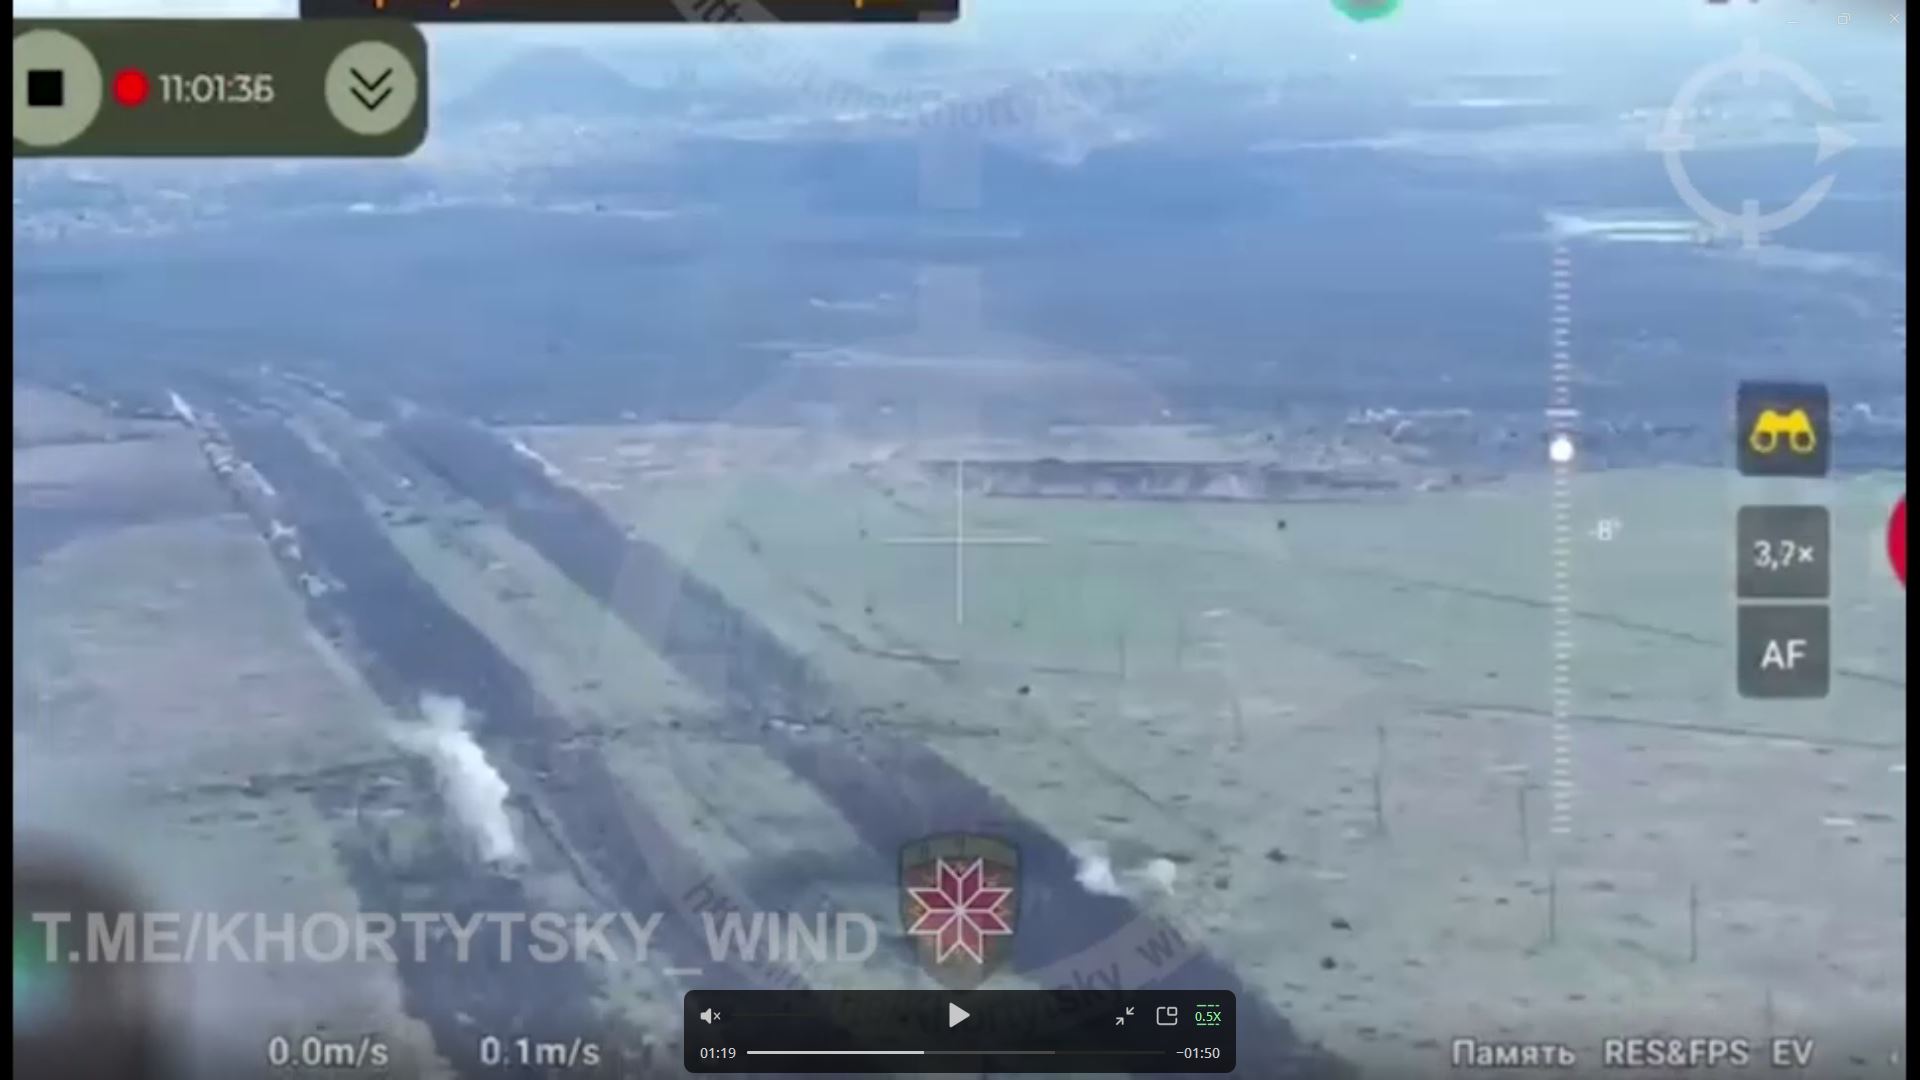 11:01:36
-8°
3,7×
AF
T.ME/KHORTYTSKY_WIND
0.0m/s 0.1m/s
Память RES&FPS EV
0.5X
01:19 −01:50